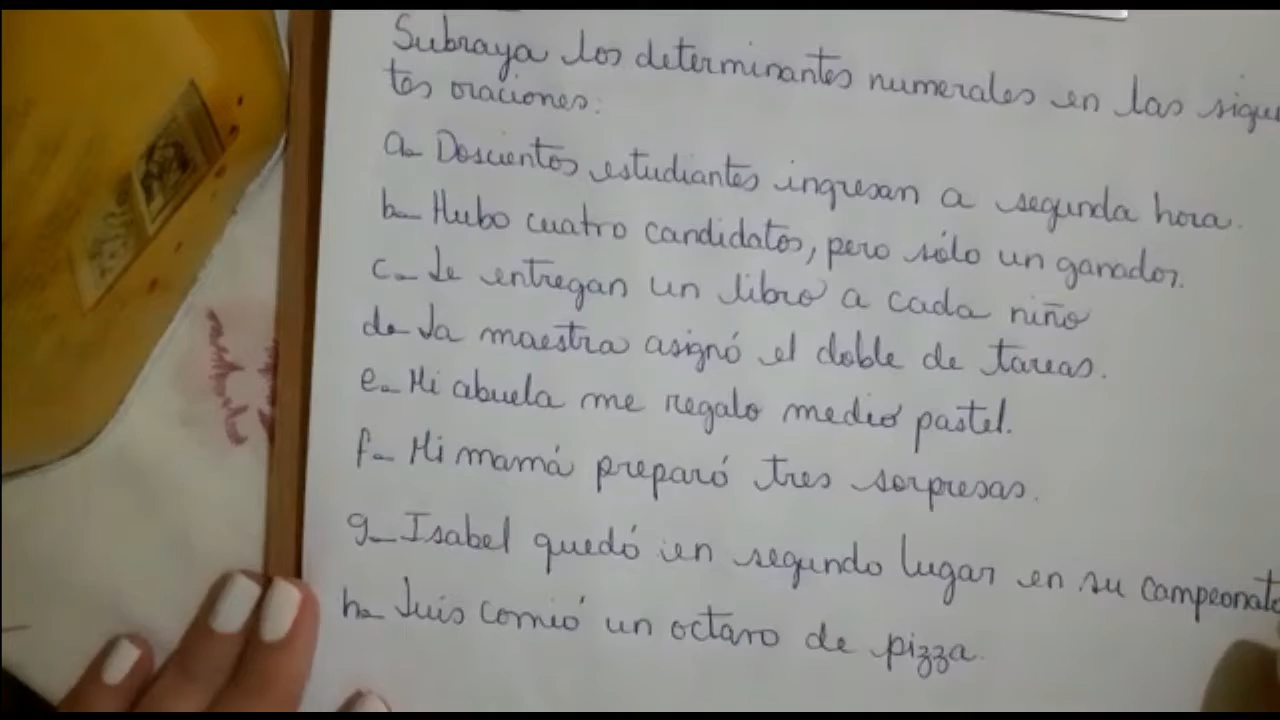 Subraya los determinantes numerales en las sigu
tes oraciones:
a- Doscientos estudiantes ingresan a segunda hora.
b- Hubo cuatro candidatos, pero sólo un ganador.
c- Le entregan un libro a cada niño
d- La maestra asignó el doble de tareas.
e- Mi abuela me regalo medio pastel.
f- Mi mamá preparó tres sorpresas.
g- Isabel quedó en segundo lugar en su campeonato
h- Luis comió un octavo de pizza.